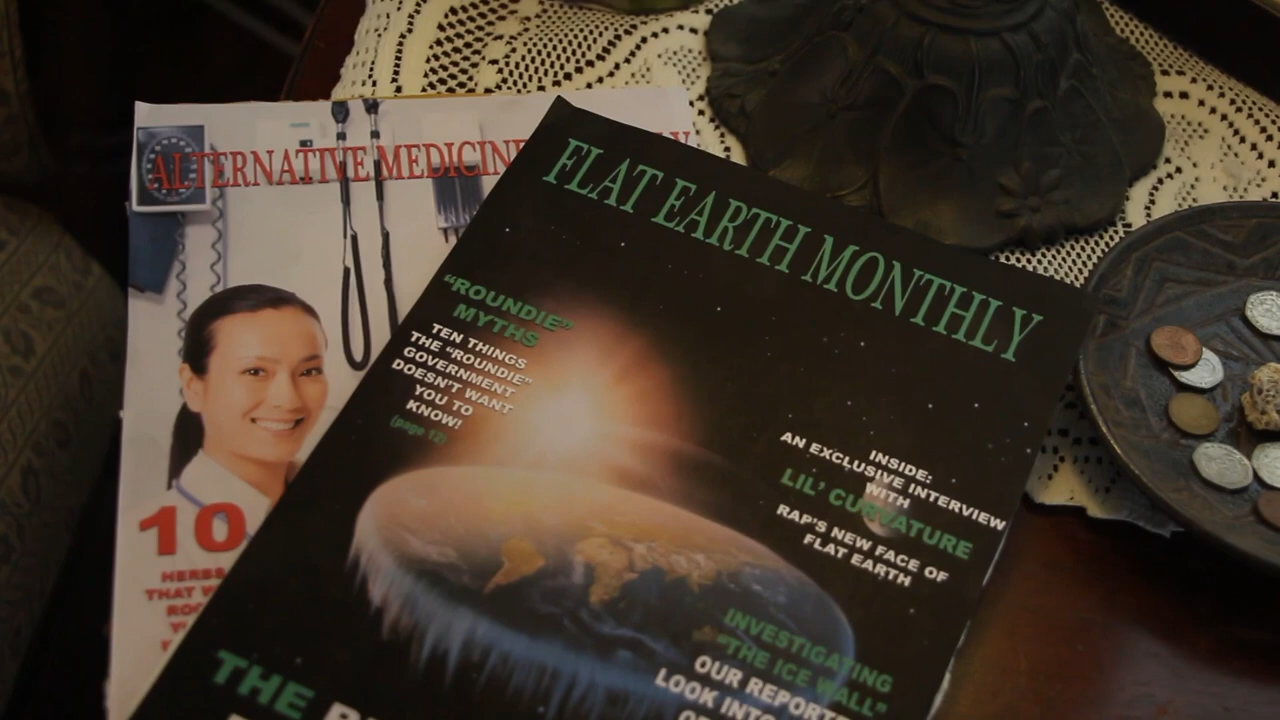 ALTERNATIVE MEDICINE
10
HERBS
THAT
FLAT EARTH MONTHLY
"ROUNDIE"
MYTHS
TEN THINGS
THE "ROUNDIE"
GOVERNMENT
DOESN'T WANT
YOU TO
KNOW!
(page 12)
INSIDE:
AN EXCLUSIVE INTERVIEW
WITH
LIL' CURVATURE
RAP'S NEW FACE OF
FLAT EARTH
INVESTIGATING
"THE ICE WALL"
OUR REPORTE
LOOK INTO
THE